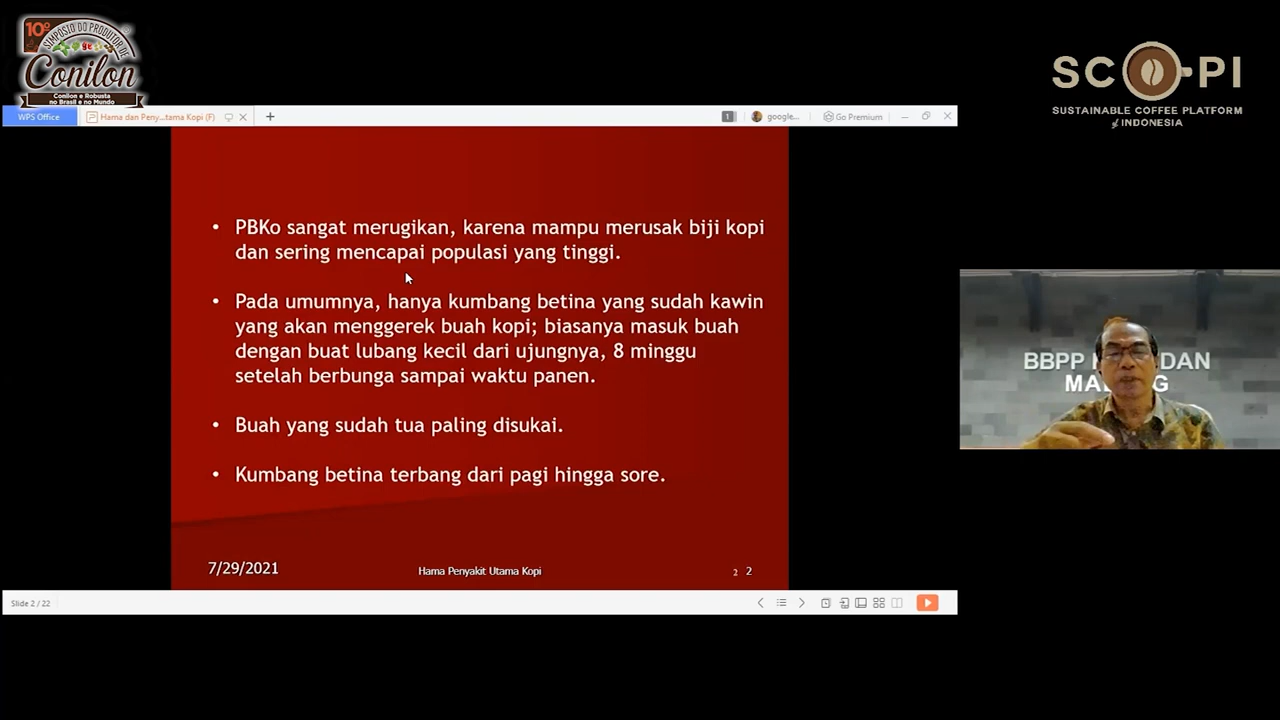 10º
SIMPÓSIO DO PRODUTOR DE
Conilon
Conilon e Robusta
no Brasil e no Mundo
SCOPI
SUSTAINABLE COFFEE PLATFORM
of INDONESIA
WPS Office
Hama dan Peny...tama Kopi (F)
+
1
google...
Go Premium
• PBKo sangat merugikan, karena mampu merusak biji kopi
dan sering mencapai populasi yang tinggi.
• Pada umumnya, hanya kumbang betina yang sudah kawin
yang akan menggerek buah kopi; biasanya masuk buah
dengan buat lubang kecil dari ujungnya, 8 minggu
setelah berbunga sampai waktu panen.
• Buah yang sudah tua paling disukai.
• Kumbang betina terbang dari pagi hingga sore.
7/29/2021
Hama Penyakit Utama Kopi
2 2
BBPP DAN
Slide 2 / 22